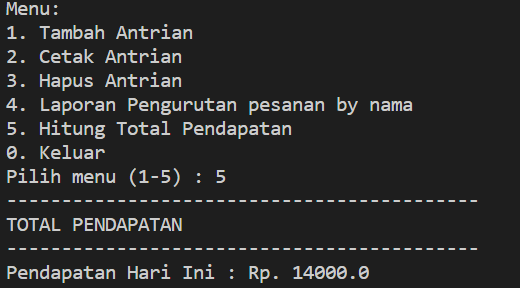 Menu:
1. Tambah Antrian
2. Cetak Antrian
3. Hapus Antrian
4. Laporan Pengurutan pesanan by nama
5. Hitung Total Pendapatan
0. Keluar
Pilih menu (1-5) : 5
-------------------------------------------
TOTAL PENDAPATAN
-------------------------------------------
Pendapatan Hari Ini : Rp. 14000.0